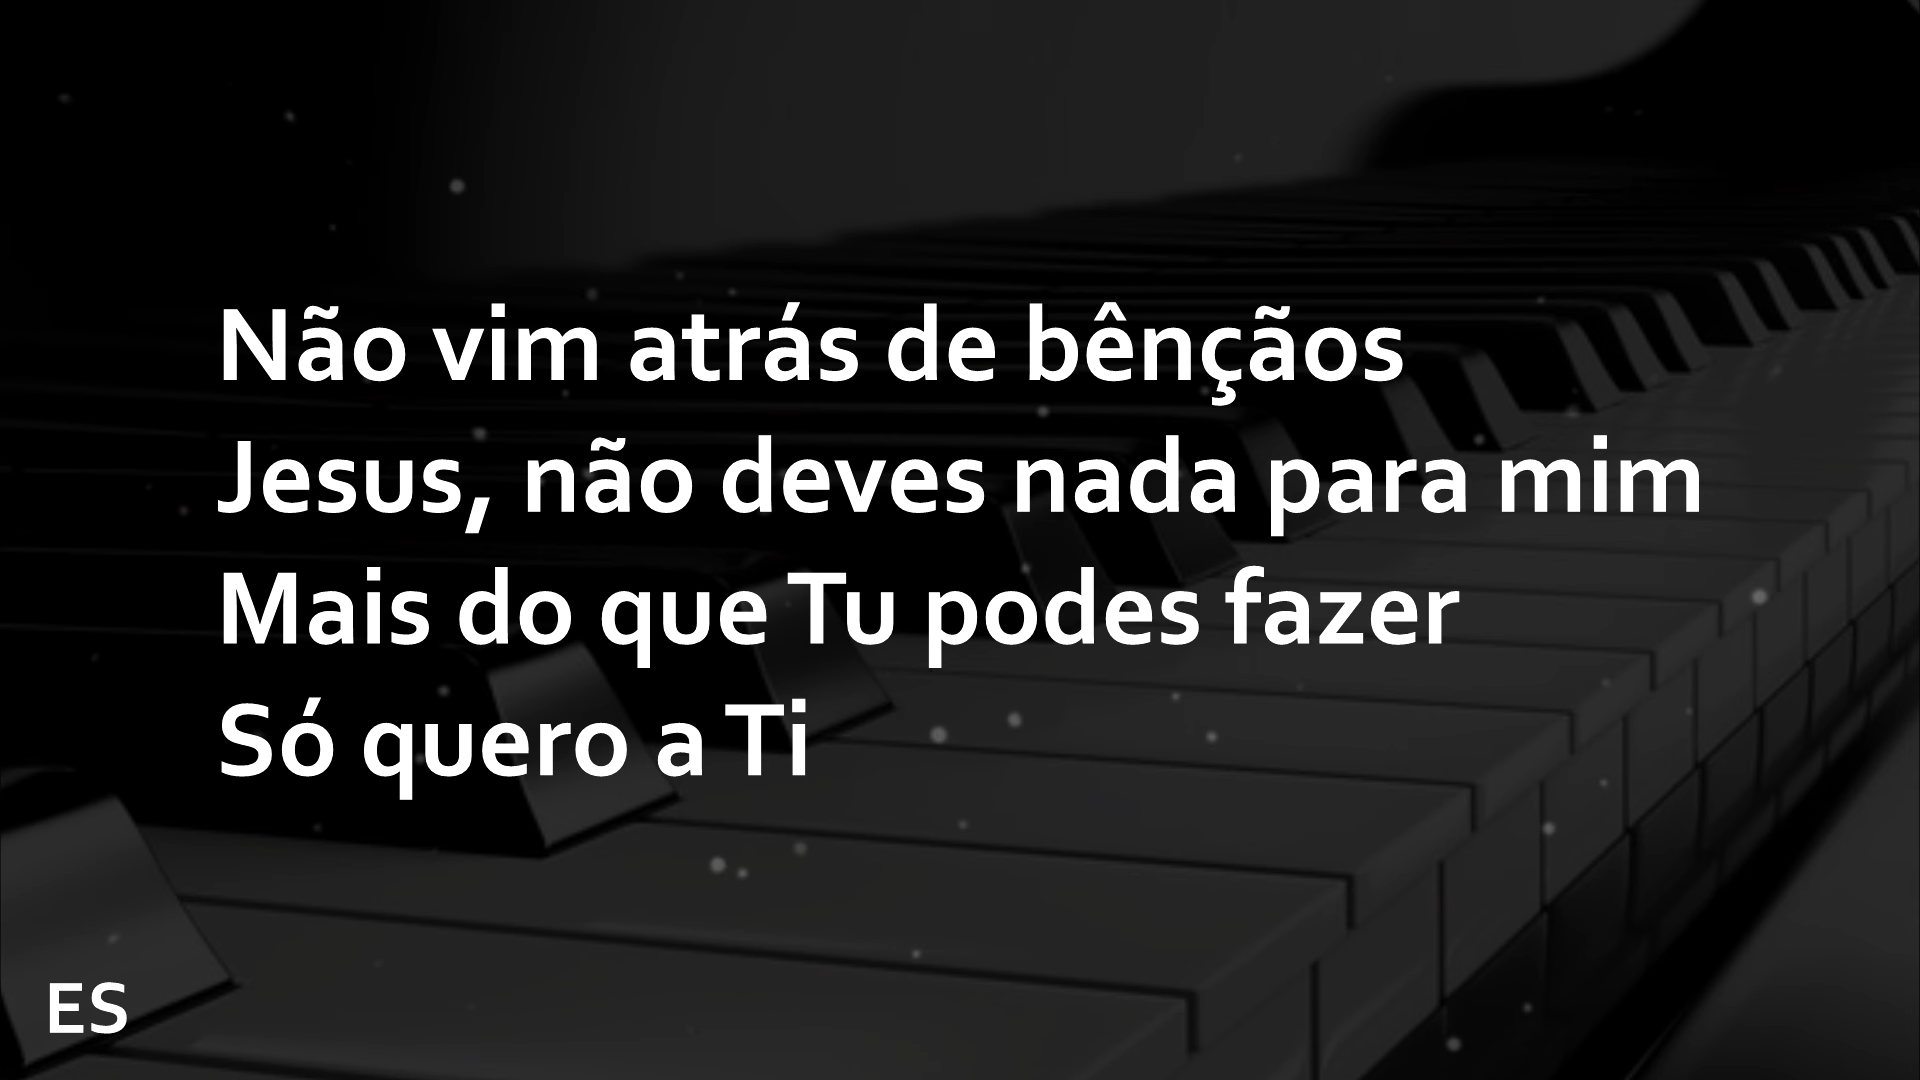 Não vim atrás de bênçãos
Jesus, não deves nada para mim
Mais do que Tu podes fazer
Só quero a Ti
ES